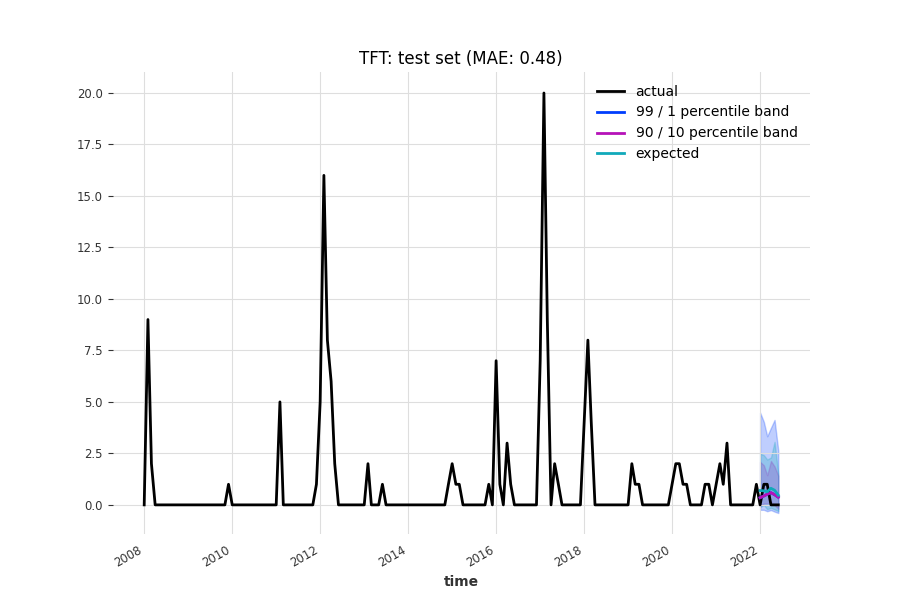 TFT: test set (MAE: 0.48)
actual
99 / 1 percentile band
90 / 10 percentile band
expected
20.0
17.5
15.0
12.5
10.0
7.5
5.0
2.5
0.0
2008
2010
2012
2014
2016
2018
2020
2022
time